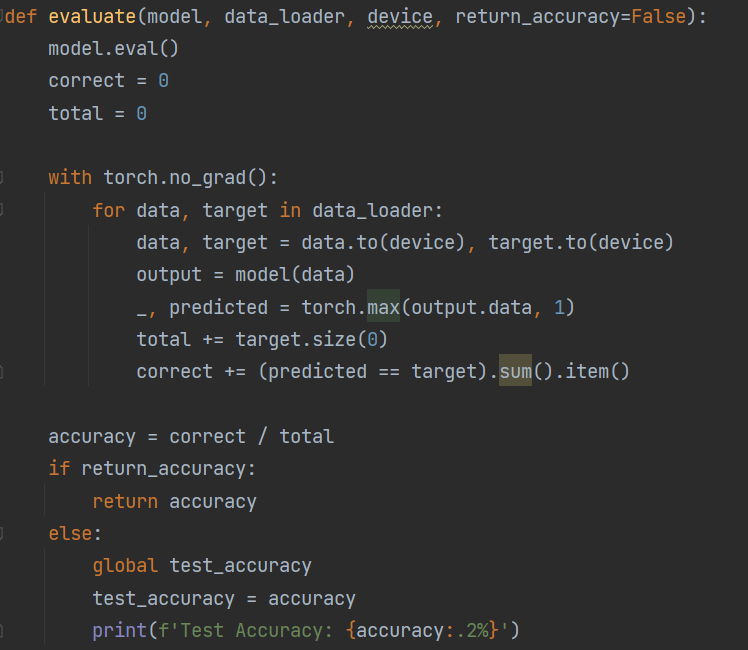 def evaluate(model, data_loader, device, return_accuracy=False):
    model.eval()
    correct = 0
    total = 0

    with torch.no_grad():
        for data, target in data_loader:
            data, target = data.to(device), target.to(device)
            output = model(data)
            _, predicted = torch.max(output.data, 1)
            total += target.size(0)
            correct += (predicted == target).sum().item()

    accuracy = correct / total
    if return_accuracy:
        return accuracy
    else:
        global test_accuracy
        test_accuracy = accuracy
        print(f'Test Accuracy: {accuracy:.2%}')